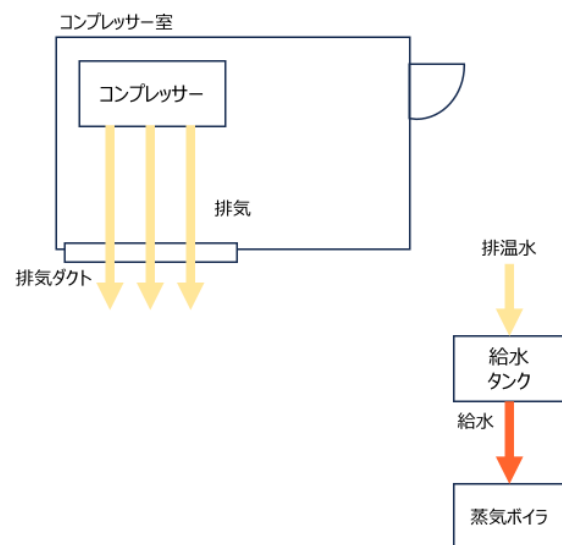 コンプレッサー室
コンプレッサー
排気
排気ダクト
排温水
給水
タンク
給水
蒸気ボイラ